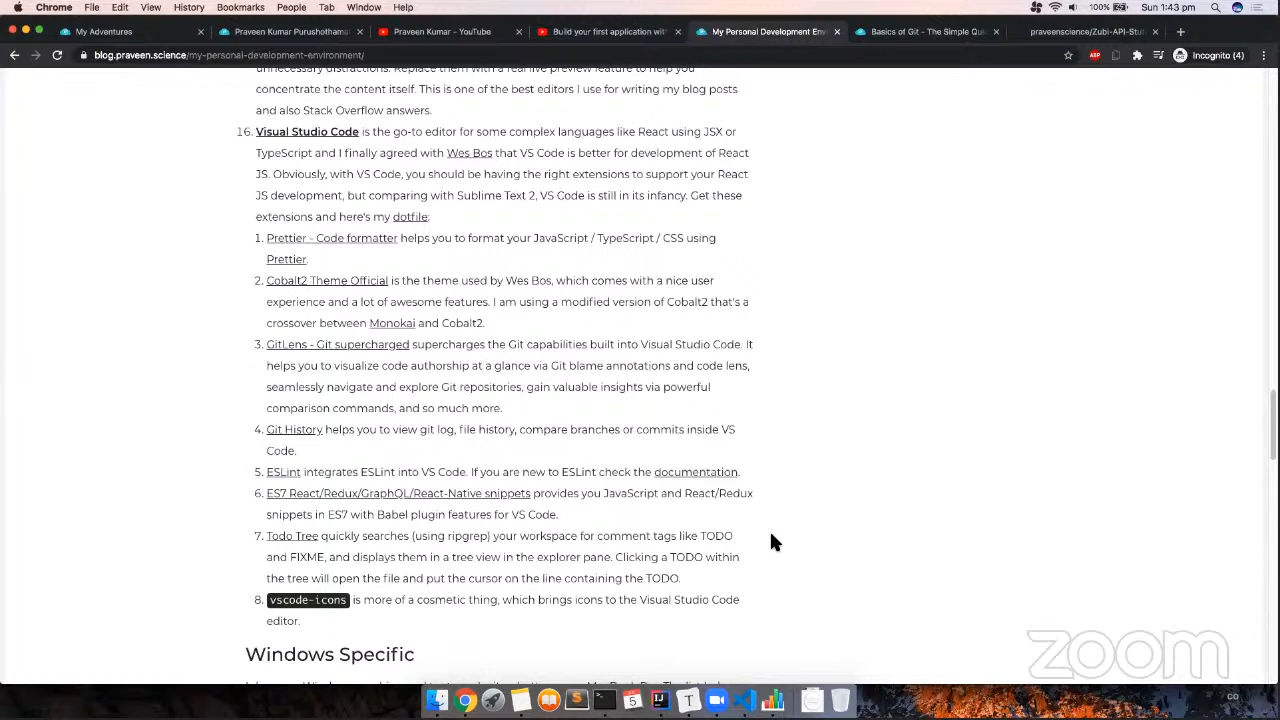 Chrome File Edit View History Bookmarks People Tab Window Help 100% Sun 1:43 pm
My Adventures Praveen Kumar Purushothama Praveen Kumar - YouTube Build your first application wit My Personal Development Env Basics of Git - The Simple Qui praveenscience/Zubi-API-Stu
blog.praveen.science/my-personal-development-environment/ ABP Incognito (4)
unnecessary distractions. Replace them with a real live preview feature to help you
concentrate the content itself. This is one of the best editors I use for writing my blog posts
and also Stack Overflow answers.
16. Visual Studio Code is the go-to editor for some complex languages like React using JSX or
TypeScript and I finally agreed with Wes Bos that VS Code is better for development of React
JS. Obviously, with VS Code, you should be having the right extensions to support your React
JS development, but comparing with Sublime Text 2, VS Code is still in its infancy. Get these
extensions and here's my dotfile:
1. Prettier - Code formatter helps you to format your JavaScript / TypeScript / CSS using
Prettier.
2. Cobalt2 Theme Official is the theme used by Wes Bos, which comes with a nice user
experience and a lot of awesome features. I am using a modified version of Cobalt2 that's a
crossover between Monokai and Cobalt2.
3. GitLens - Git supercharged supercharges the Git capabilities built into Visual Studio Code. It
helps you to visualize code authorship at a glance via Git blame annotations and code lens,
seamlessly navigate and explore Git repositories, gain valuable insights via powerful
comparison commands, and so much more.
4. Git History helps you to view git log, file history, compare branches or commits inside VS
Code.
5. ESLint integrates ESLint into VS Code. If you are new to ESLint check the documentation.
6. ES7 React/Redux/GraphQL/React-Native snippets provides you JavaScript and React/Redux
snippets in ES7 with Babel plugin features for VS Code.
7. Todo Tree quickly searches (using ripgrep) your workspace for comment tags like TODO
and FIXME, and displays them in a tree view in the explorer pane. Clicking a TODO within
the tree will open the file and put the cursor on the line containing the TODO.
8. vscode-icons is more of a cosmetic thing, which brings icons to the Visual Studio Code
editor.
Windows Specific
zoom